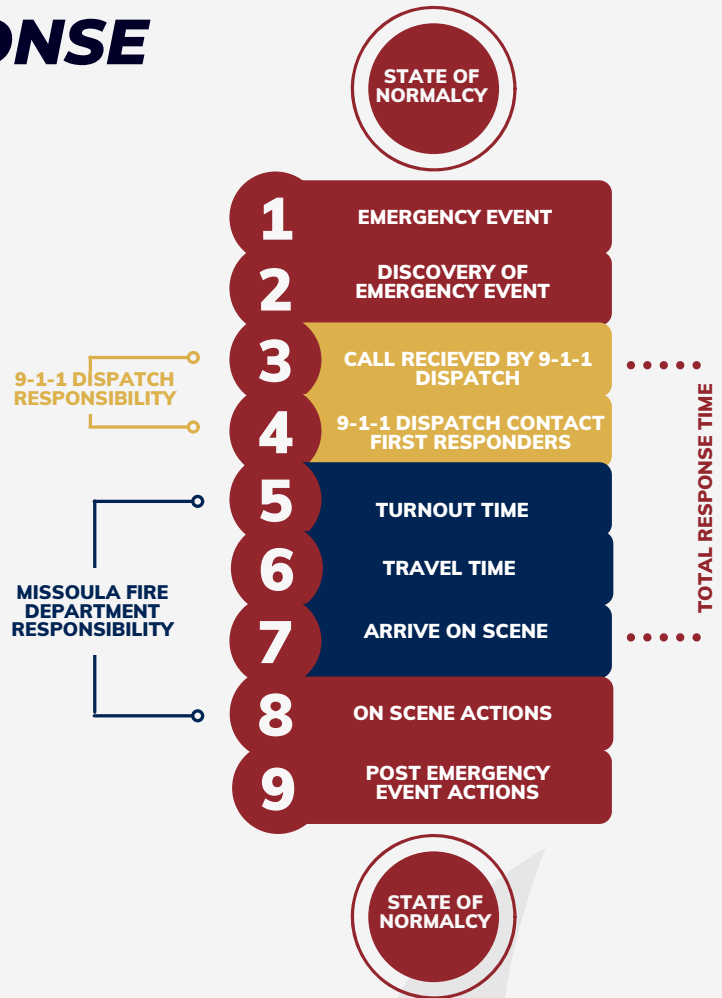 ONSE
STATE OF
NORMALCY
1
EMERGENCY EVENT
2
DISCOVERY OF
EMERGENCY EVENT
3
CALL RECIEVED BY 9-1-1
DISPATCH
9-1-1 DISPATCH
RESPONSIBILITY
4
9-1-1 DISPATCH CONTACT
FIRST RESPONDERS
5
TURNOUT TIME
6
TRAVEL TIME
7
ARRIVE ON SCENE
MISSOULA FIRE
DEPARTMENT
RESPONSIBILITY
TOTAL RESPONSE TIME
8
ON SCENE ACTIONS
9
POST EMERGENCY
EVENT ACTIONS
STATE OF
NORMALCY